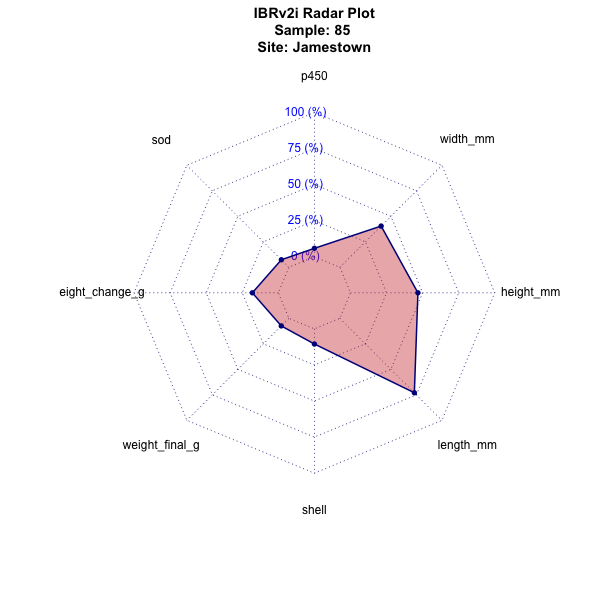 IBRv2i Radar Plot
Sample: 85
Site: Jamestown
p450
100 (%)
sod
width_mm
75 (%)
50 (%)
25 (%)
0 (%)
eight_change_g
height_mm
weight_final_g
length_mm
shell